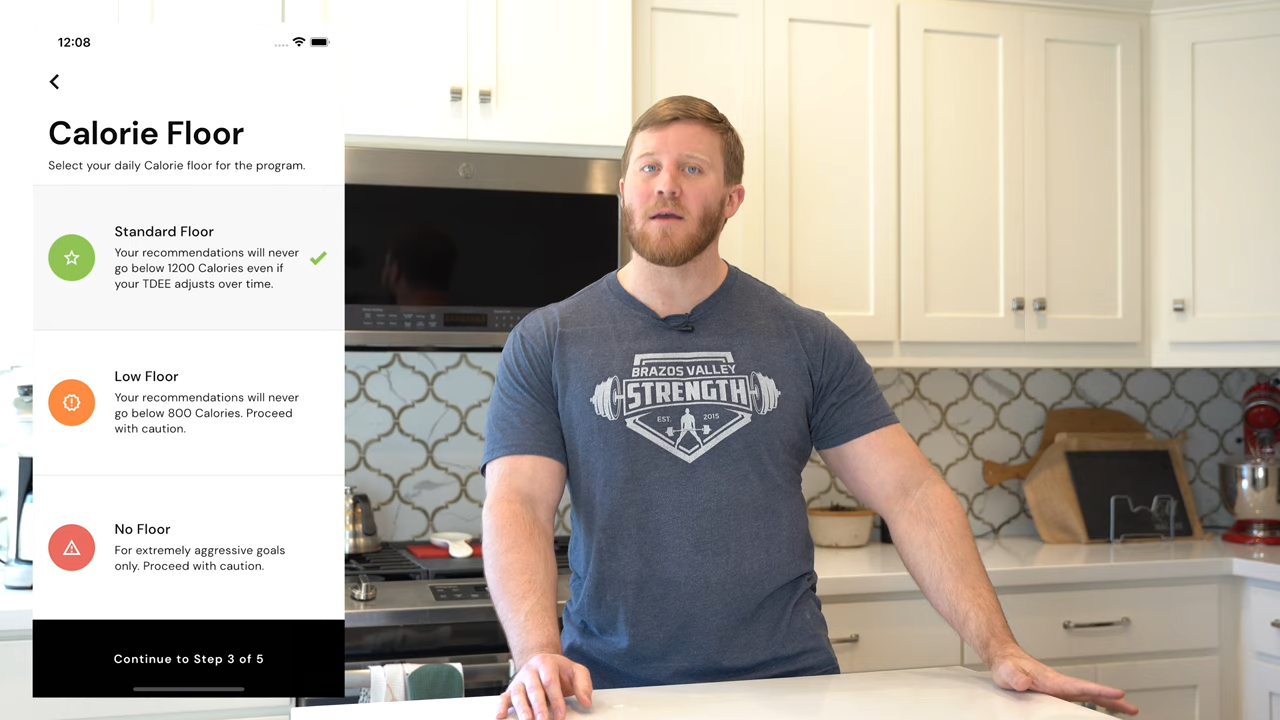 12:08
Calorie Floor
Select your daily Calorie floor for the program.
Standard Floor
Your recommendations will never
go below 1200 Calories even if
your TDEE adjusts over time.
Low Floor
Your recommendations will never
go below 800 Calories. Proceed
with caution.
No Floor
For extremely aggressive goals
only. Proceed with caution.
Continue to Step 3 of 5
BRAZOS VALLEY
STRENGTH
EST. 2015